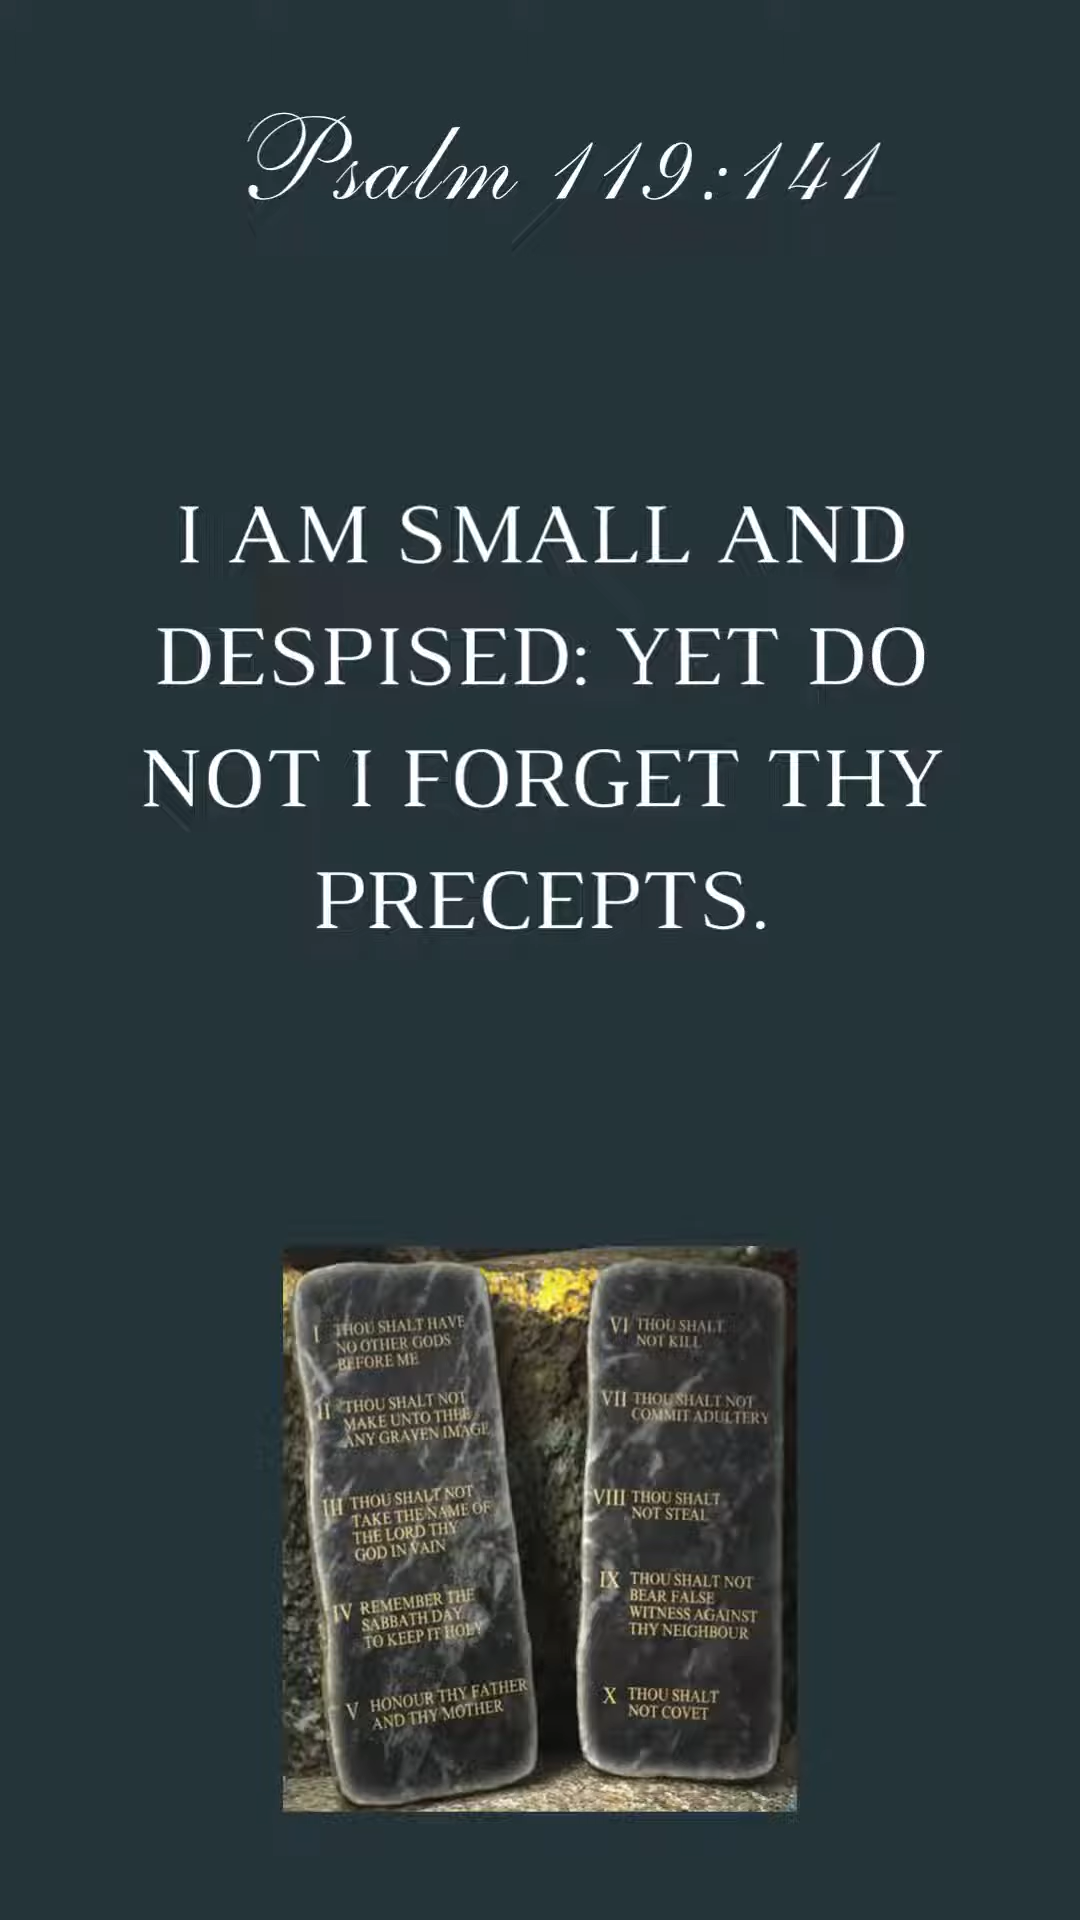 Psalm 119:141
I AM SMALL AND
DESPISED: YET DO
NOT I FORGET THY
PRECEPTS.
I THOU SHALT HAVE
NO OTHER GODS
BEFORE ME
II THOU SHALT NOT
MAKE UNTO THEE
ANY GRAVEN IMAGE
III THOU SHALT NOT
TAKE THE NAME OF
THE LORD THY
GOD IN VAIN
IV REMEMBER THE
SABBATH DAY
TO KEEP IT HOLY
V HONOUR THY FATHER
AND THY MOTHER
VI THOU SHALT
NOT KILL
VII THOU SHALT NOT
COMMIT ADULTERY
VIII THOU SHALT
NOT STEAL
IX THOU SHALT NOT
BEAR FALSE
WITNESS AGAINST
THY NEIGHBOUR
X THOU SHALT
NOT COVET